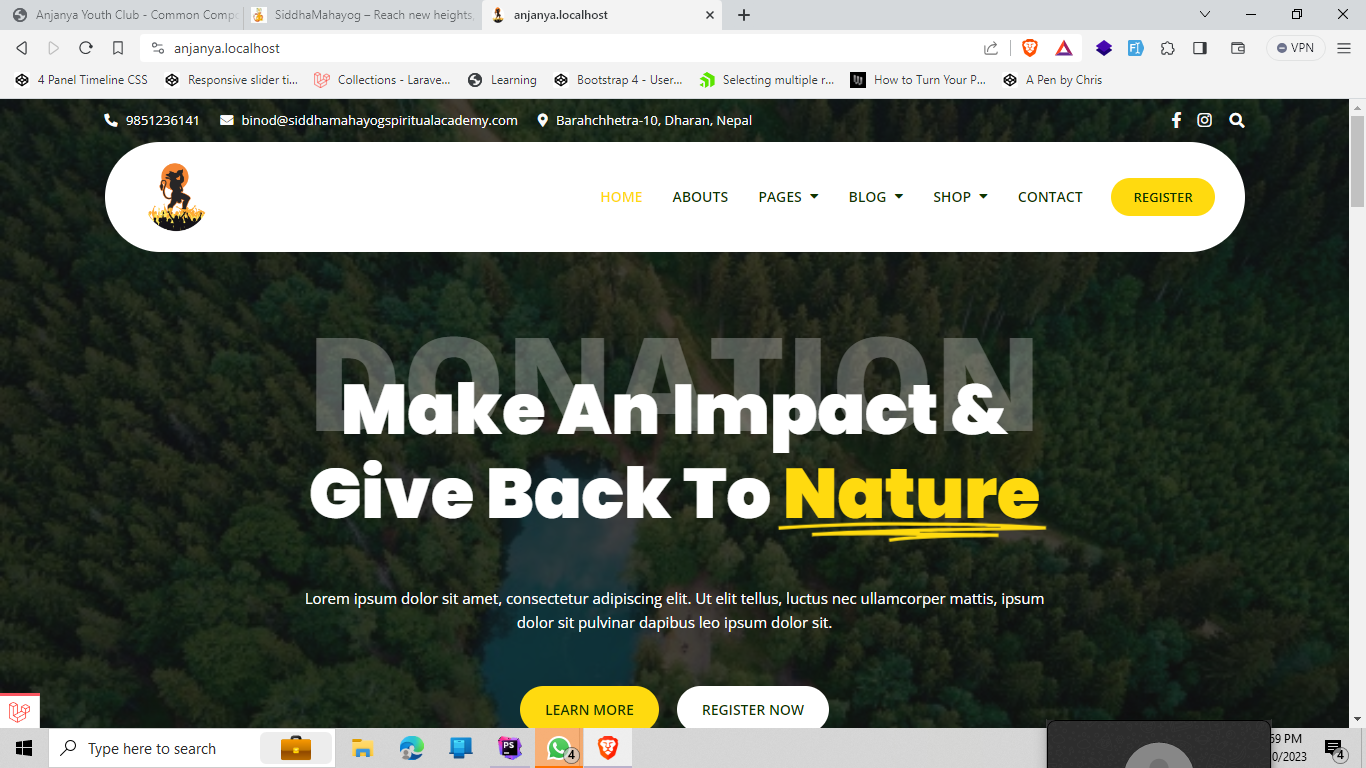 Anjanya Youth Club - Common Compo
SiddhaMahayog – Reach new heights,
anjanya.localhost
anjanya.localhost
VPN
4 Panel Timeline CSS
Responsive slider ti...
Collections - Larave...
Learning
Bootstrap 4 - User...
Selecting multiple r...
How to Turn Your P...
A Pen by Chris
9851236141
binod@siddhamahayogspiritualacademy.com
Barahchhetra-10, Dharan, Nepal
HOME ABOUTS PAGES BLOG SHOP CONTACT REGISTER
DONATION
Make An Impact &
Give Back To Nature
Lorem ipsum dolor sit amet, consectetur adipiscing elit. Ut elit tellus, luctus nec ullamcorper mattis, ipsum
dolor sit pulvinar dapibus leo ipsum dolor sit.
LEARN MORE
REGISTER NOW
Type here to search
PS
4
59 PM
0/2023
4